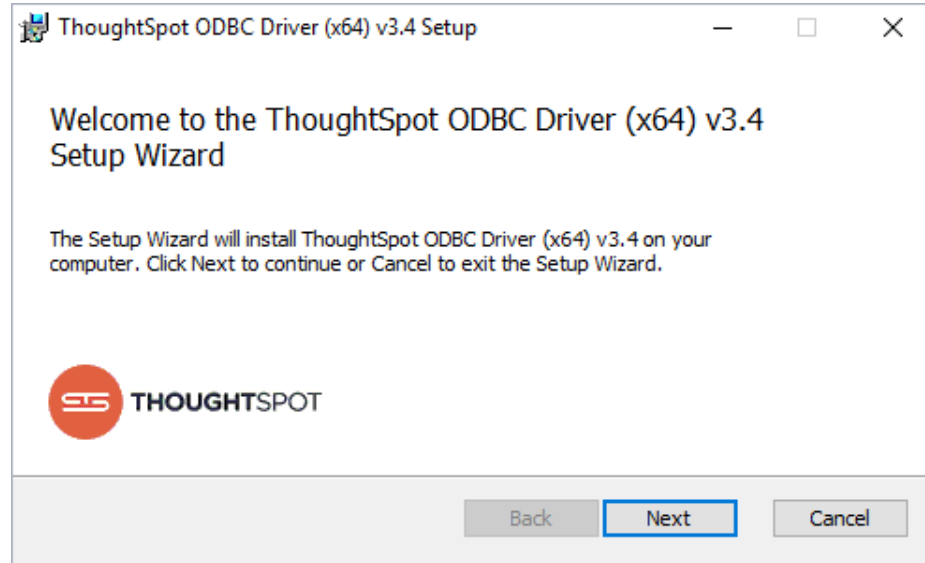 ThoughtSpot ODBC Driver (x64) v3.4 Setup
Welcome to the ThoughtSpot ODBC Driver (x64) v3.4
Setup Wizard
The Setup Wizard will install ThoughtSpot ODBC Driver (x64) v3.4 on your
computer. Click Next to continue or Cancel to exit the Setup Wizard.
THOUGHTSPOT
Back Next Cancel